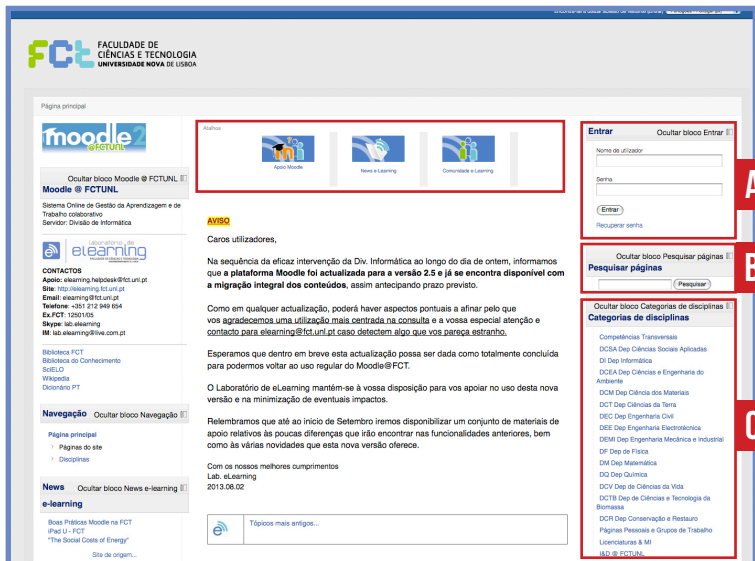 FCT
FACULDADE DE
CIÊNCIAS E TECNOLOGIA
UNIVERSIDADE NOVA DE LISBOA
Página principal
moodle2
@FCTUNL
Ocultar bloco Moodle @ FCTUNL
Moodle @ FCTUNL
Sistema Online de Gestão da Aprendizagem e de
Trabalho colaborativo
Servidor: Divisão de Informática
laboratório de
elearning
CONTACTOS
Apoio: elearning.helpdesk@fct.unl.pt
Site: http://elearning.fct.unl.pt
Email: elearning@fct.unl.pt
Telefone: +351 212 949 654
Ex.FCT: 12501/05
Skype: lab.elearning
IM: lab.elearning@live.com.pt
Biblioteca FCT
Biblioteca do Conhecimento
SciELO
Wikipedia
Dicionário PT
Navegação Ocultar bloco Navegação
Página principal
Páginas do site
Disciplinas
News Ocultar bloco News e-learning
e-learning
Boas Práticas Moodle na FCT
iPad U - FCT
"The Social Costs of Energy"
Site de origem...
Atalhos
Apoio Moodle
News e-Learning
Comunidade e-Learning
AVISO
Caros utilizadores,
Na sequência da eficaz intervenção da Div. Informática ao longo do dia de ontem, informamos
que a plataforma Moodle foi actualizada para a versão 2.5 e já se encontra disponível com
a migração integral dos conteúdos, assim antecipando prazo previsto.
Como em qualquer actualização, poderá haver aspectos pontuais a afinar pelo que
vos agradecemos uma utilização mais centrada na consulta e a vossa especial atenção e
contacto para elearning@fct.unl.pt caso detectem algo que vos pareça estranho.
Esperamos que dentro em breve esta actualização possa ser dada como totalmente concluída
para podermos voltar ao uso regular do Moodle@FCT.
O Laboratório de eLearning mantém-se à vossa disposição para vos apoiar no uso desta nova
versão e na minimização de eventuais impactos.
Relembramos que até ao inicio de Setembro iremos disponibilizar um conjunto de materiais de
apoio relativos às poucas diferenças que irão encontrar nas funcionalidades anteriores, bem
como às várias novidades que esta nova versão oferece.
Com os nossos melhores cumprimentos
Lab. eLearning
2013.08.02
Tópicos mais antigos...
Entrar Ocultar bloco Entrar
Nome de utilizador
Senha
Entrar
Recuperar senha
A
Ocultar bloco Pesquisar páginas
Pesquisar páginas
Pesquisar
B
Ocultar bloco Categorias de disciplinas
Categorias de disciplinas
Competências Transversais
DCSA Dep Ciências Sociais Aplicadas
DI Dep Informática
DCEA Dep Ciências e Engenharia do
Ambiente
DCM Dep Ciência dos Materiais
DCT Dep Ciências da Terra
DEC Dep Engenharia Civil
DEE Dep Engenharia Electrotécnica
DEMI Dep Engenharia Mecânica e Industrial
DF Dep de Física
DM Dep Matemática
DQ Dep Química
DCV Dep de Ciências da Vida
DCTB Dep de Ciências e Tecnologia da
Biomassa
DCR Dep Conservação e Restauro
Páginas Pessoais e Grupos de Trabalho
Licenciaturas & MI
I&D @ FCTUNL